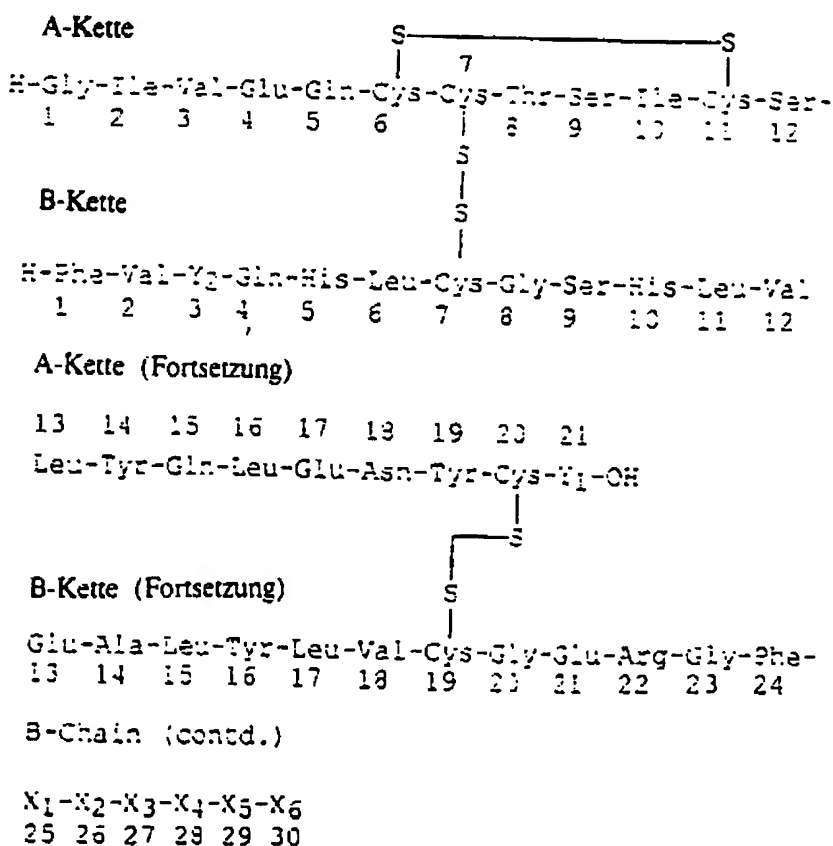 A-Kette
S S
7
H-Gly-Ile-Val-Glu-Gln-Cys-Cys-Thr-Ser-Ile-Cys-Ser-
1 2 3 4 5 6 8 9 10 11 12
S
S
B-Kette
H-Phe-Val-Y2-Gln-His-Leu-Cys-Gly-Ser-His-Leu-Val
1 2 3 4 5 6 7 8 9 10 11 12
A-Kette (Fortsetzung)
13 14 15 16 17 18 19 20 21
Leu-Tyr-Gln-Leu-Glu-Asn-Tyr-Cys-Y1-OH
S
S
B-Kette (Fortsetzung)
Glu-Ala-Leu-Tyr-Leu-Val-Cys-Gly-Glu-Arg-Gly-Phe-
13 14 15 16 17 18 19 20 21 22 23 24
B-Chain (contd.)
X1-X2-X3-X4-X5-X6
25 26 27 28 29 30